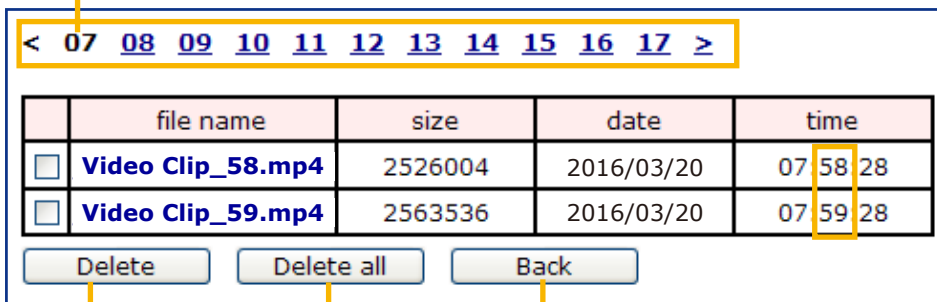 < 07 08 09 10 11 12 13 14 15 16 17 >
file name size date time
Video Clip_58.mp4 2526004 2016/03/20 07:58:28
Video Clip_59.mp4 2563536 2016/03/20 07:59:28
Delete Delete all Back